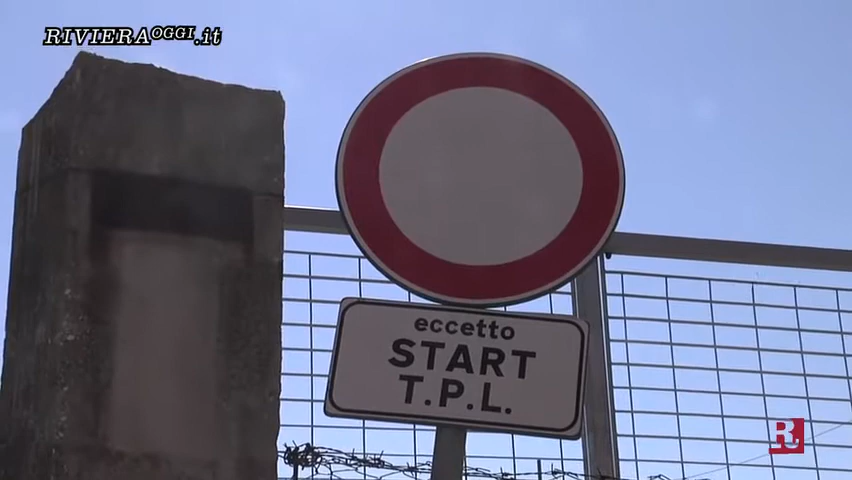 RIVIERAOGGI.it
eccetto
START
T.P.L.
R